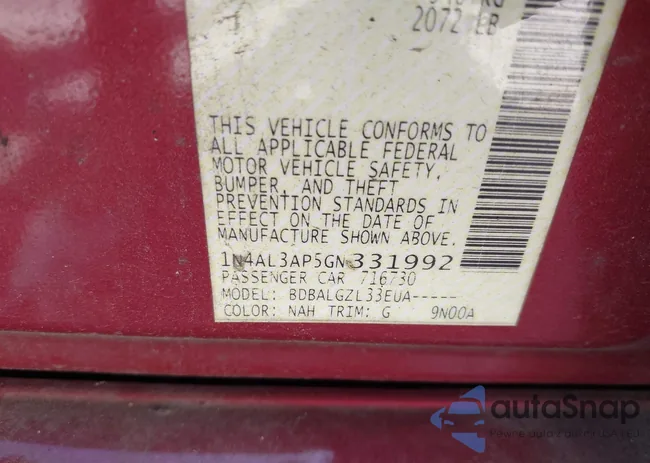 2072 LB
THIS VEHICLE CONFORMS TO
ALL APPLICABLE FEDERAL
MOTOR VEHICLE SAFETY,
BUMPER, AND THEFT
PREVENTION STANDARDS IN
EFFECT ON THE DATE OF
MANUFACTURE SHOWN ABOVE.
1N4AL3AP5GN331992
PASSENGER CAR 716730
MODEL: BDBALGZL33EUA-----
COLOR: NAH TRIM: G 9N00A
autoSnap